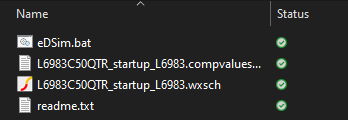 Name Status
eDSim.bat
L6983C50QTR_startup_L6983.compvalues...
L6983C50QTR_startup_L6983.wxsch
readme.txt